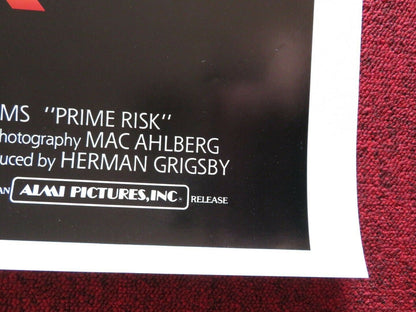 MS "PRIME RISK"
hotography MAC AHLBERG
uced by HERMAN GRIGSBY
AN ALMI PICTURES, INC. RELEASE